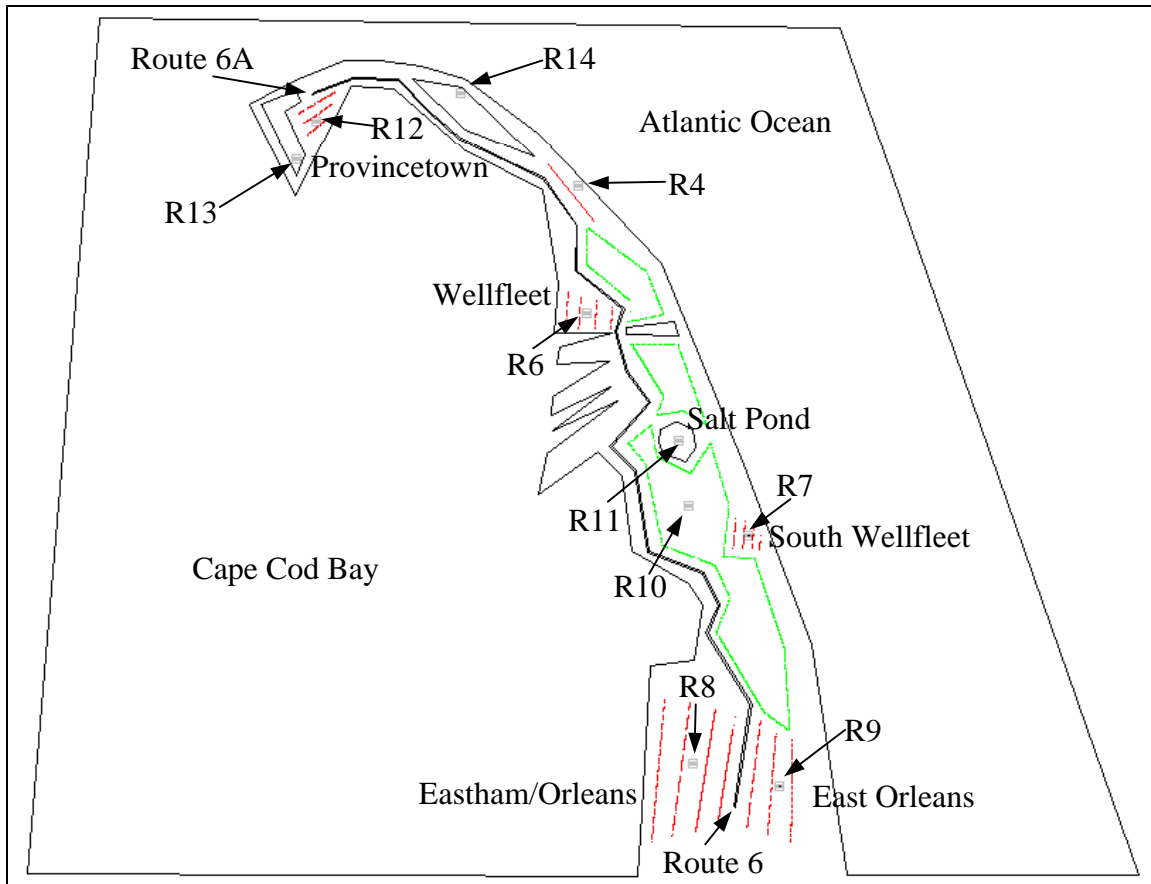 Route 6A
R14
R12
Atlantic Ocean
Provincetown
R4
R13
Wellfleet
R6
Salt Pond
R7
R11
South Wellfleet
Cape Cod Bay
R10
R8
R9
Eastham/Orleans
East Orleans
Route 6